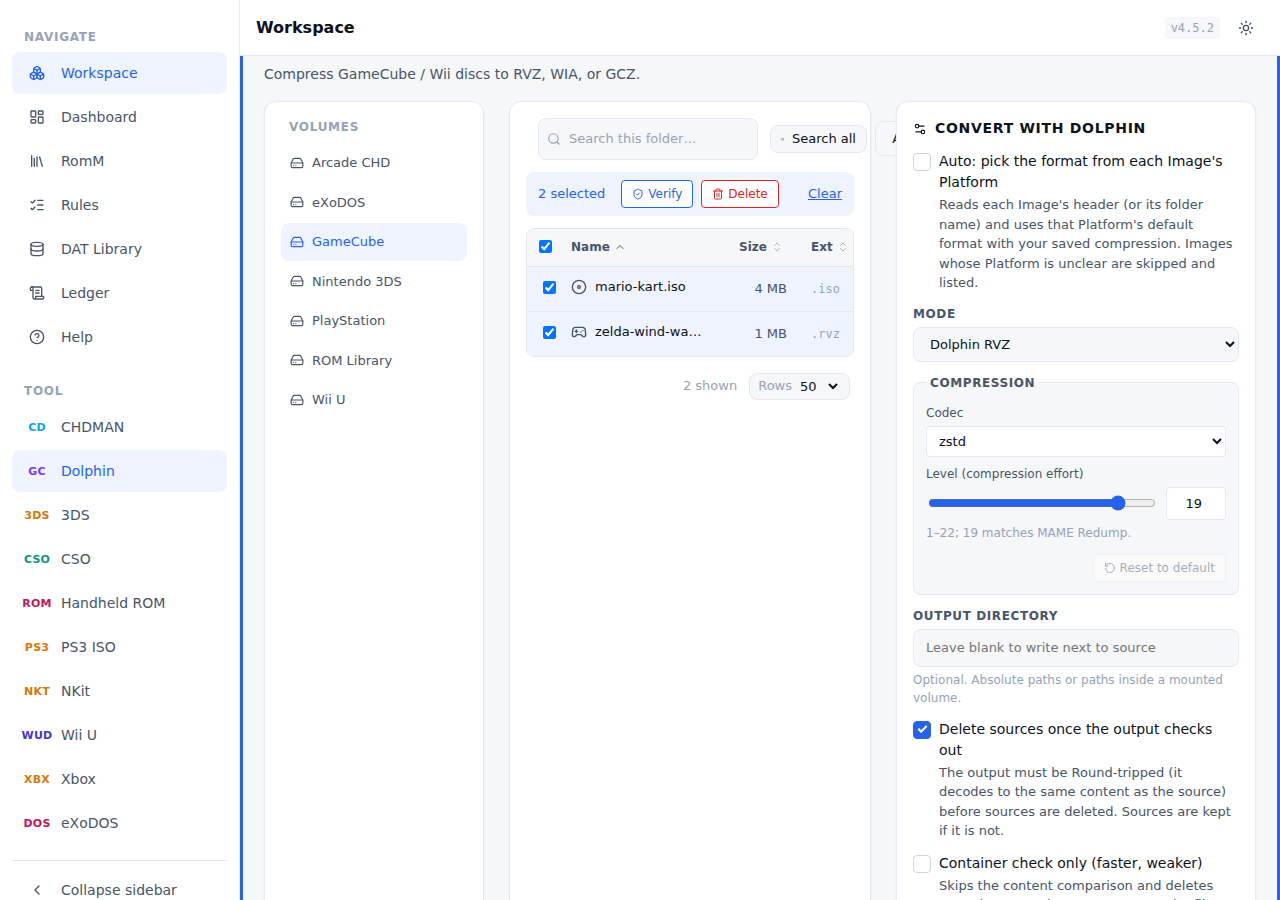 NAVIGATE
Workspace
Dashboard
RomM
Rules
DAT Library
Ledger
Help
TOOL
CD CHDMAN
GC Dolphin
3DS 3DS
CSO CSO
ROM Handheld ROM
PS3 PS3 ISO
NKT NKit
WUD Wii U
XBX Xbox
DOS eXoDOS
Collapse sidebar
Workspace
v4.5.2
Compress GameCube / Wii discs to RVZ, WIA, or GCZ.
VOLUMES
Arcade CHD
eXoDOS
GameCube
Nintendo 3DS
PlayStation
ROM Library
Wii U
Search this folder…
Search all
2 selected
Verify
Delete
Clear
Name
Size
Ext
mario-kart.iso
4 MB
.iso
zelda-wind-wa…
1 MB
.rvz
2 shown
Rows 50
CONVERT WITH DOLPHIN
Auto: pick the format from each Image's
Platform
Reads each Image's header (or its folder
name) and uses that Platform's default
format with your saved compression. Images
whose Platform is unclear are skipped and
listed.
MODE
Dolphin RVZ
COMPRESSION
Codec
zstd
Level (compression effort)
19
1–22; 19 matches MAME Redump.
Reset to default
OUTPUT DIRECTORY
Leave blank to write next to source
Optional. Absolute paths or paths inside a mounted
volume.
Delete sources once the output checks
out
The output must be Round-tripped (it
decodes to the same content as the source)
before sources are deleted. Sources are kept
if it is not.
Container check only (faster, weaker)
Skips the content comparison and deletes